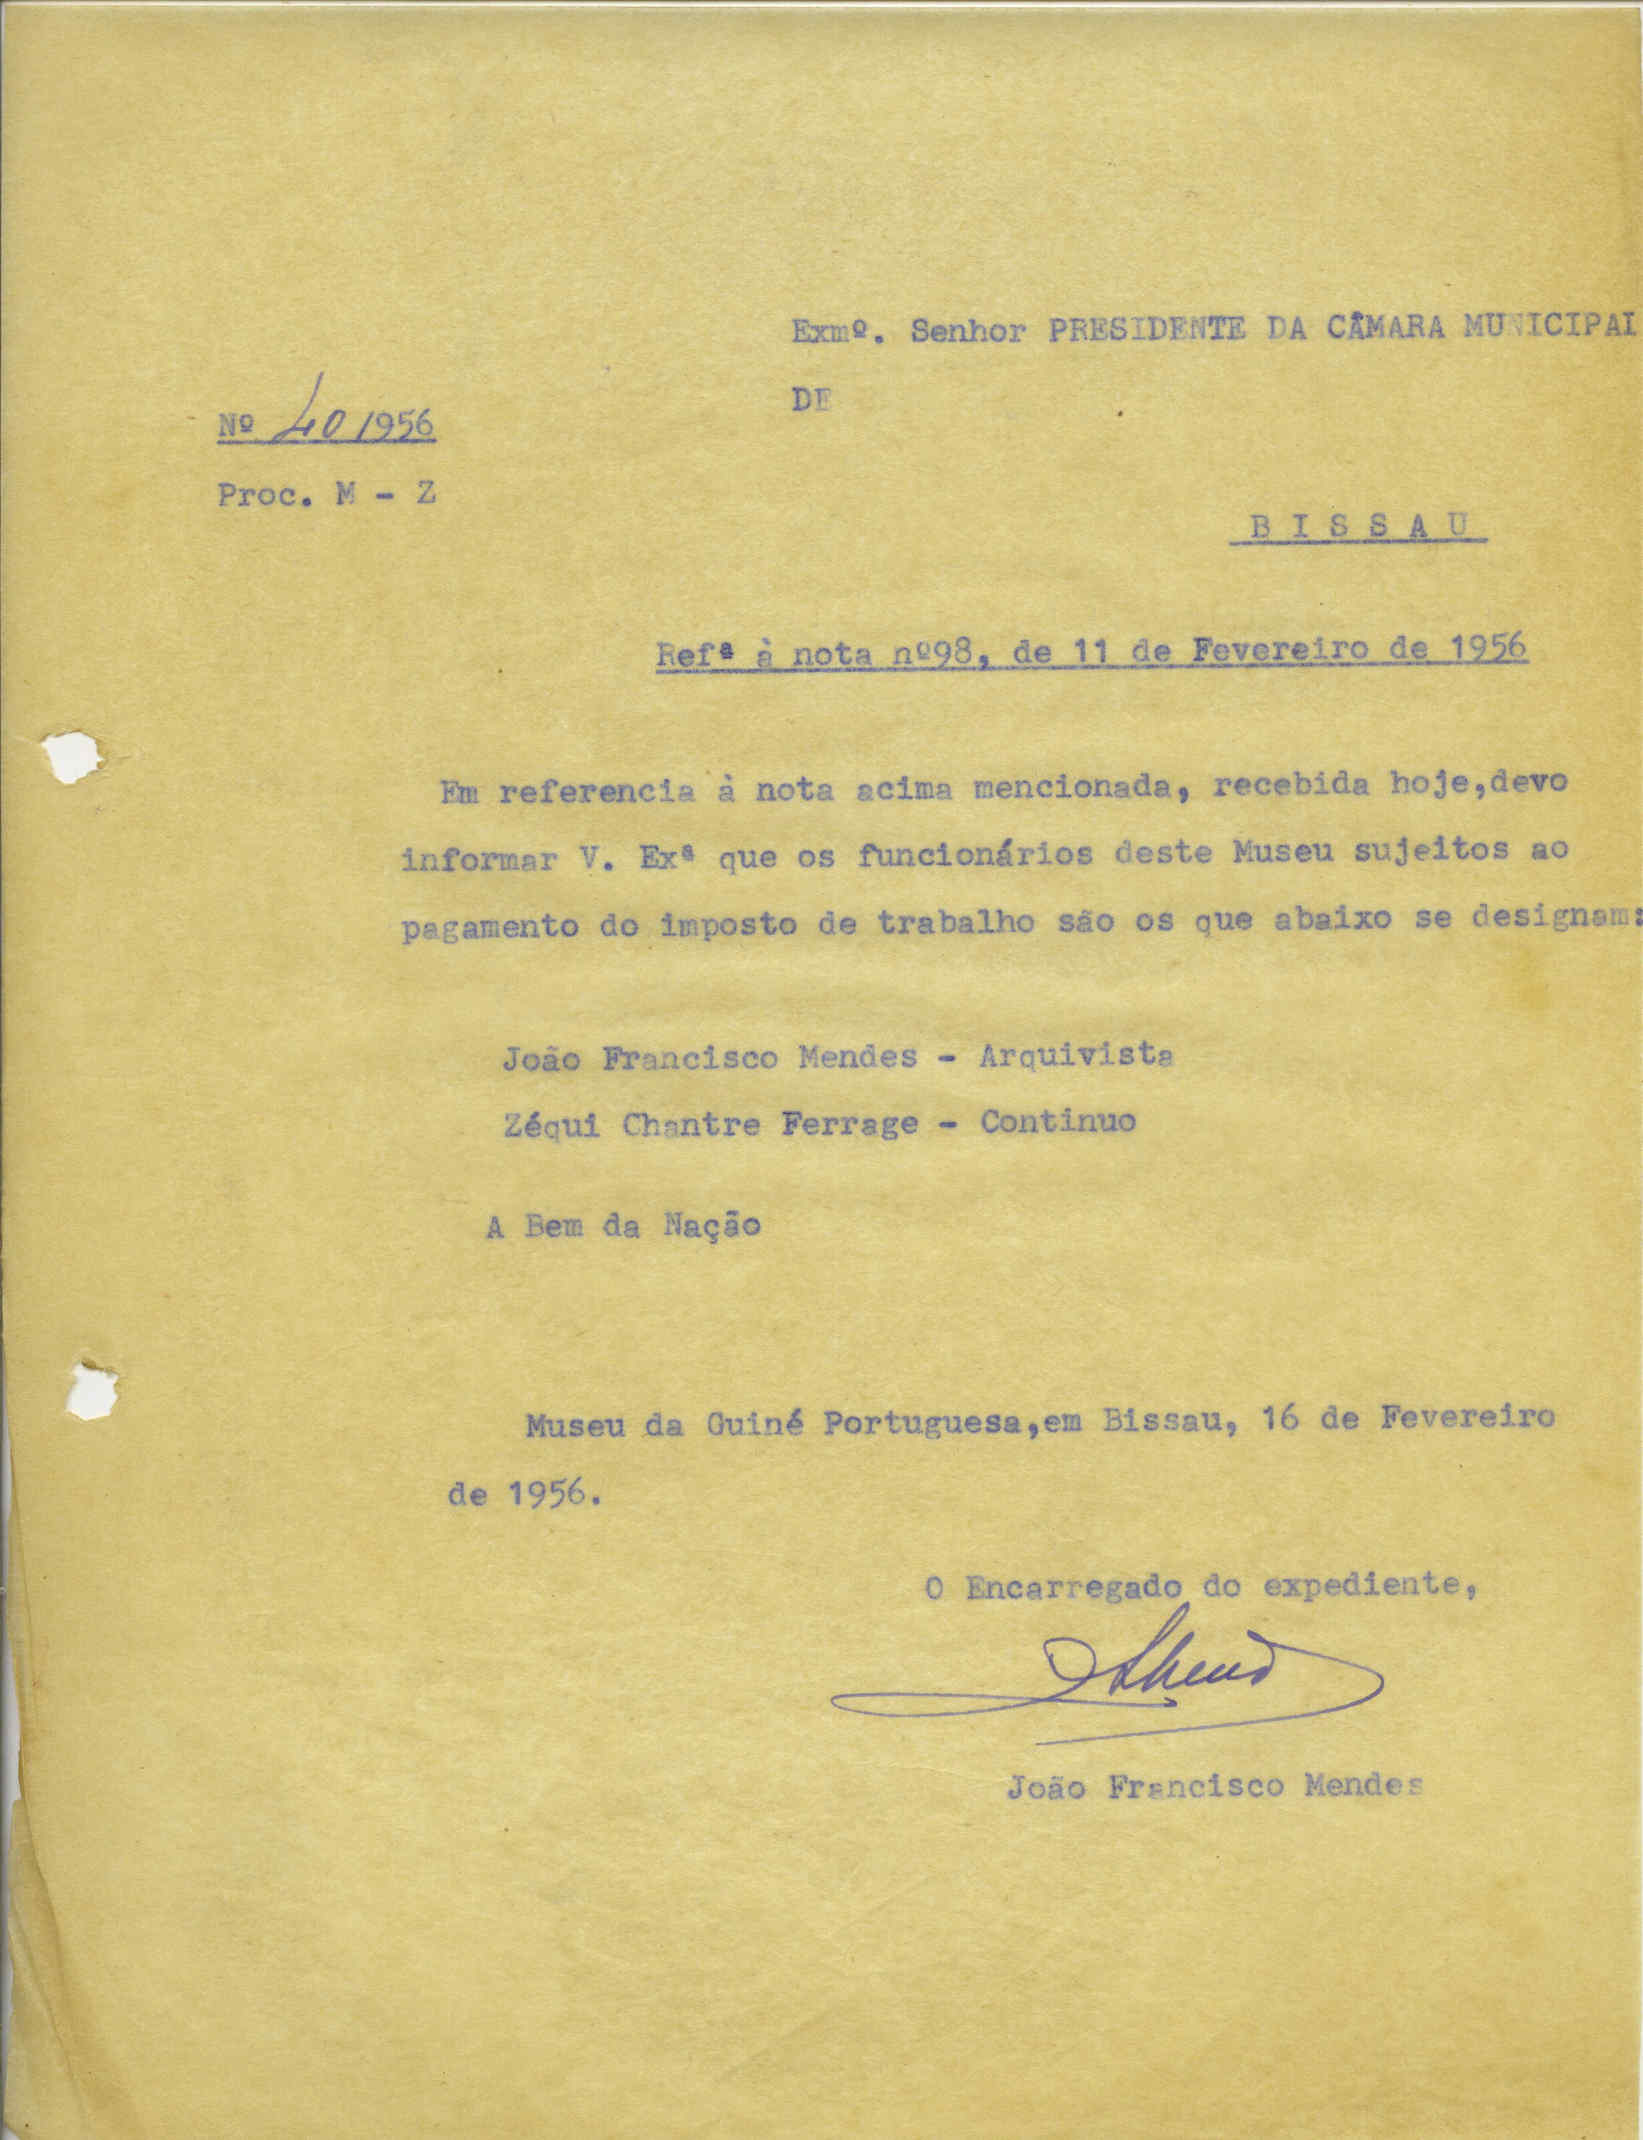 Exmº. Senhor PRESIDENTE DA CÂMARA MUNICIPAL
DE
Nº 40/956
Proc. M - Z
B I S S A U
Refª à nota nº98, de 11 de Fevereiro de 1956
Em referencia à nota acima mencionada, recebida hoje,devo
informar V. Exª que os funcionários deste Museu sujeitos ao
pagamento do imposto de trabalho são os que abaixo se designam:
João Francisco Mendes - Arquivista
Zéqui Chantre Ferrage - Continuo
A Bem da Nação
Museu da Guiné Portuguesa,em Bissau, 16 de Fevereiro
de 1956.
O Encarregado do expediente,
João Francisco Mendes